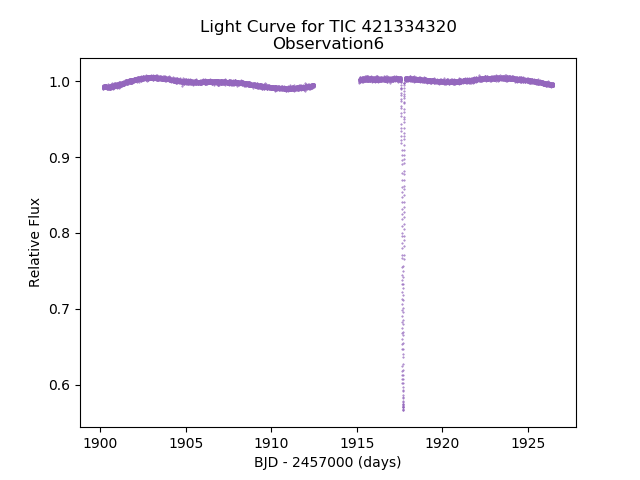 Light Curve for TIC 421334320
Observation6
Relative Flux
1.0
0.9
0.8
0.7
0.6
1900 1905 1910 1915 1920 1925
BJD - 2457000 (days)